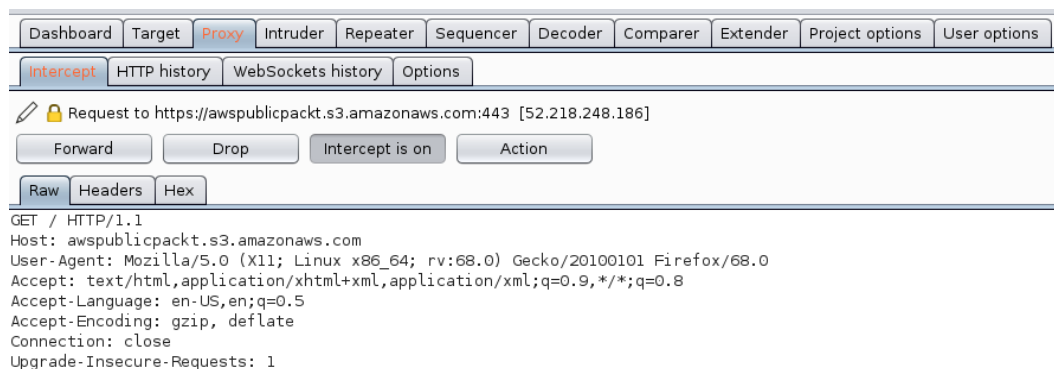 Dashboard Target Proxy Intruder Repeater Sequencer Decoder Comparer Extender Project options User options
Intercept HTTP history WebSockets history Options
Request to https://awspublicpackt.s3.amazonaws.com:443 [52.218.248.186]
Forward Drop Intercept is on Action
Raw Headers Hex
GET / HTTP/1.1
Host: awspublicpackt.s3.amazonaws.com
User-Agent: Mozilla/5.0 (X11; Linux x86_64; rv:68.0) Gecko/20100101 Firefox/68.0
Accept: text/html,application/xhtml+xml,application/xml;q=0.9,*/*;q=0.8
Accept-Language: en-US,en;q=0.5
Accept-Encoding: gzip, deflate
Connection: close
Upgrade-Insecure-Requests: 1